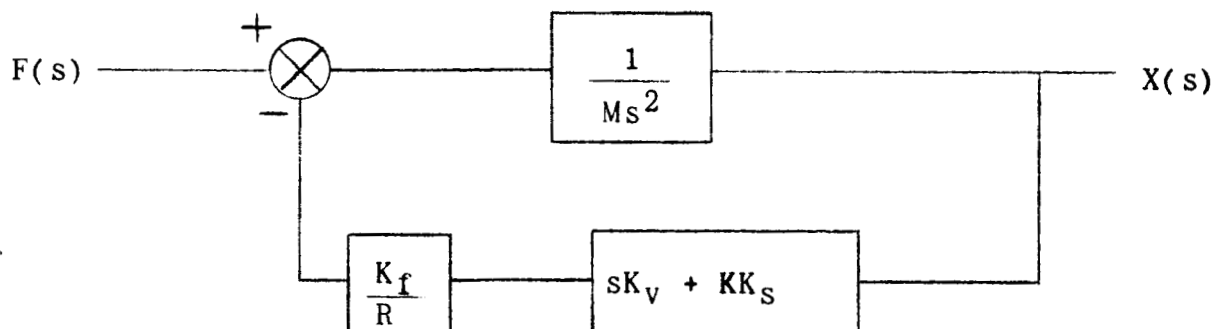 +
F(s)
−
1
Ms²
X(s)
K_f
R
sK_v + KK_s